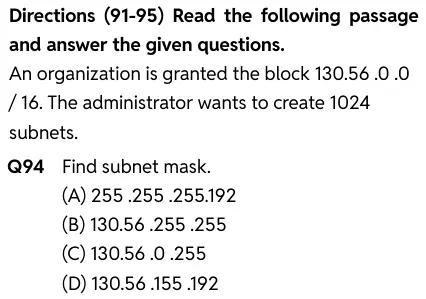 Directions (91-95) Read the following passage
and answer the given questions.
An organization is granted the block 130.56 .0 .0
/ 16. The administrator wants to create 1024
subnets.
Q94 Find subnet mask.
(A) 255 .255 .255.192
(B) 130.56 .255 .255
(C) 130.56 .0 .255
(D) 130.56 .155 .192